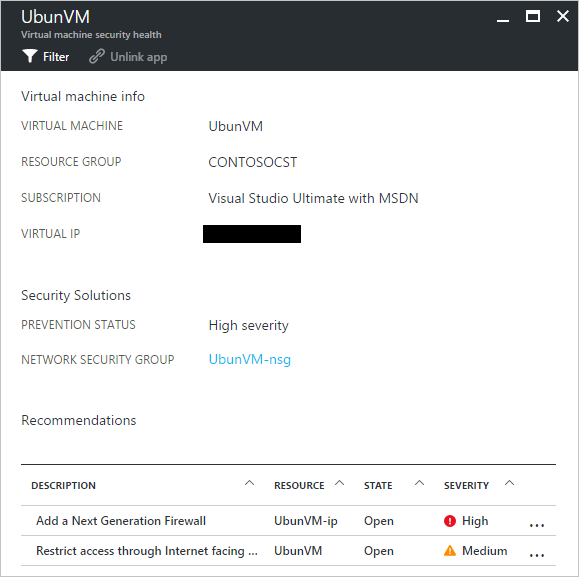 UbunVM
Virtual machine security health
Filter Unlink app
Virtual machine info
VIRTUAL MACHINE UbunVM
RESOURCE GROUP CONTOSOCST
SUBSCRIPTION Visual Studio Ultimate with MSDN
VIRTUAL IP
Security Solutions
PREVENTION STATUS High severity
NETWORK SECURITY GROUP UbunVM-nsg
Recommendations
DESCRIPTION RESOURCE STATE SEVERITY
Add a Next Generation Firewall UbunVM-ip Open High ...
Restrict access through Internet facing ... UbunVM Open Medium ...